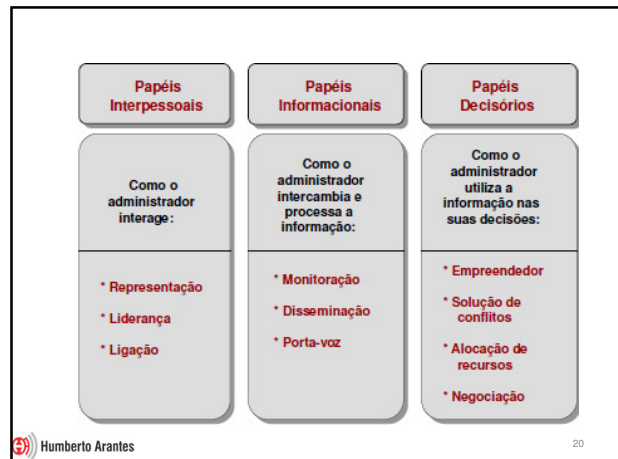 Papéis
Interpessoais
Como o
administrador
interage:
* Representação
* Liderança
* Ligação
Papéis
Informacionais
Como o
administrador
intercambia e
processa a
informação:
* Monitoração
* Disseminação
* Porta-voz
Papéis
Decisórios
Como o
administrador
utiliza a
informação nas
suas decisões:
* Empreendedor
* Solução de
conflitos
* Alocação de
recursos
* Negociação
Humberto Arantes
20